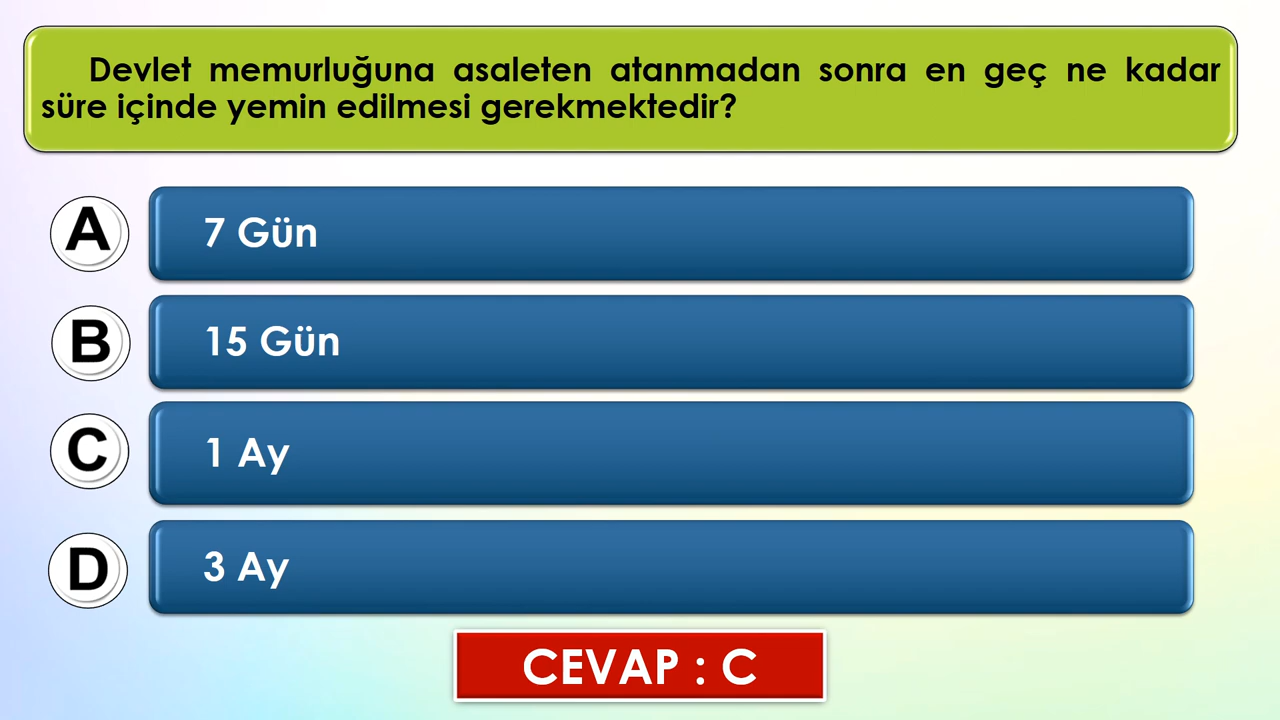 Devlet memurluğuna asaleten atanmadan sonra en geç ne kadar
süre içinde yemin edilmesi gerekmektedir?
A 7 Gün
B 15 Gün
C 1 Ay
D 3 Ay
CEVAP : C